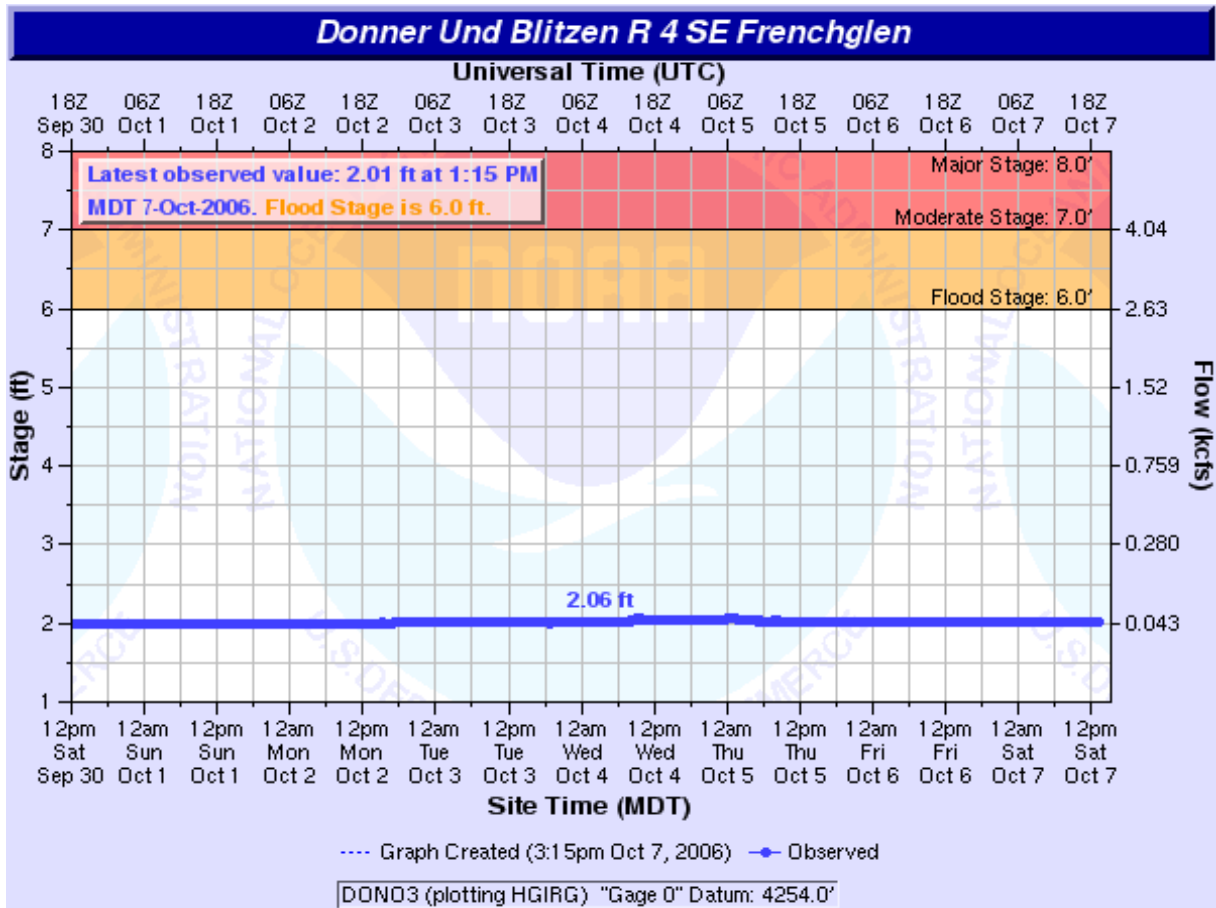 Donner Und Blitzen R 4 SE Frenchglen
Universal Time (UTC)
18Z 06Z 18Z 06Z 18Z 06Z 18Z 06Z 18Z 06Z 18Z 06Z 18Z 06Z 18Z
Sep 30 Oct 1 Oct 1 Oct 2 Oct 2 Oct 3 Oct 3 Oct 4 Oct 4 Oct 5 Oct 5 Oct 6 Oct 6 Oct 7 Oct 7
8
Latest observed value: 2.01 ft at 1:15 PM
MDT 7-Oct-2006. Flood Stage is 6.0 ft.
Major Stage: 8.0'
Moderate Stage: 7.0'
7 4.04
NOAA
Flood Stage: 6.0'
6 2.63
5 1.52
Stage (ft)
Flow (kcfs)
4 0.759
3 0.280
2.06 ft
2 0.043
1
12pm 12am 12pm 12am 12pm 12am 12pm 12am 12pm 12am 12pm 12am 12pm 12am 12pm
Sat Sun Sun Mon Mon Tue Tue Wed Wed Thu Thu Fri Fri Sat Sat
Sep 30 Oct 1 Oct 1 Oct 2 Oct 2 Oct 3 Oct 3 Oct 4 Oct 4 Oct 5 Oct 5 Oct 6 Oct 6 Oct 7 Oct 7
Site Time (MDT)
Graph Created (3:15pm Oct 7, 2006) Observed
DONO3 (plotting HGIRG) "Gage 0" Datum: 4254.0'